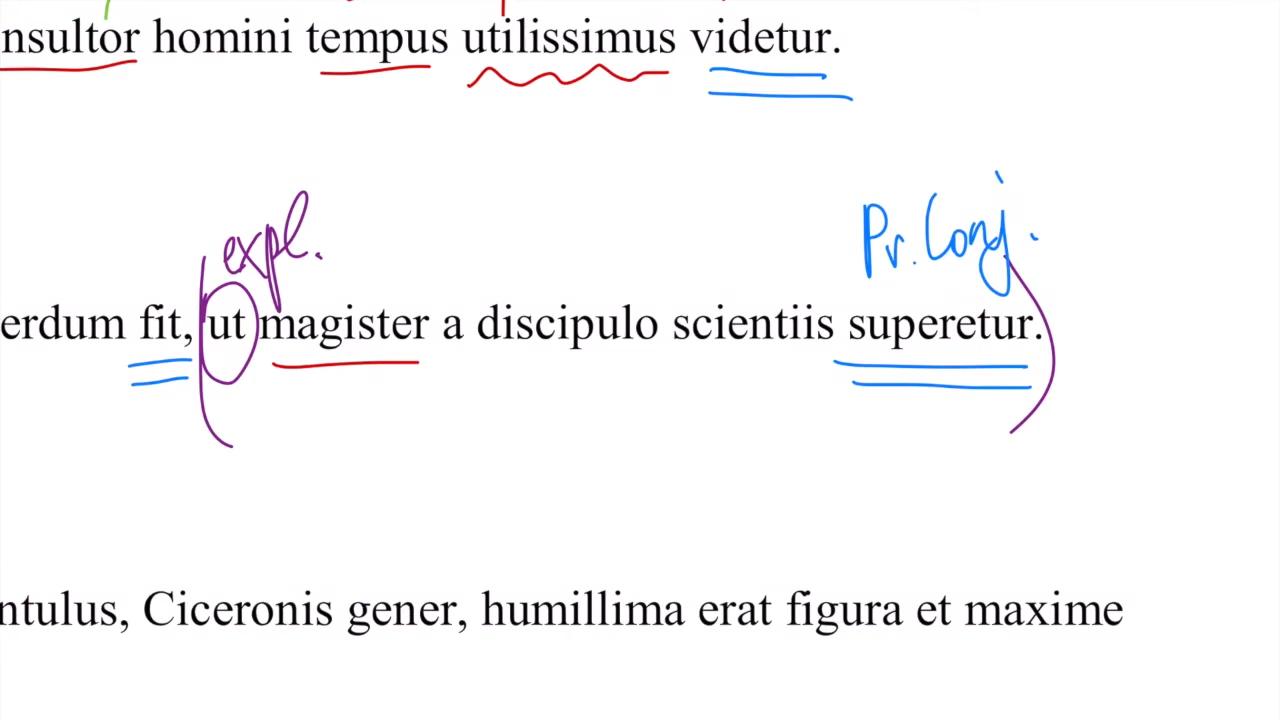 nsultor homini tempus utilissimus videtur.
expl.
Pr. Conj.
erdum fit, ut magister a discipulo scientiis superetur.
ntulus, Ciceronis gener, humillima erat figura et maxime